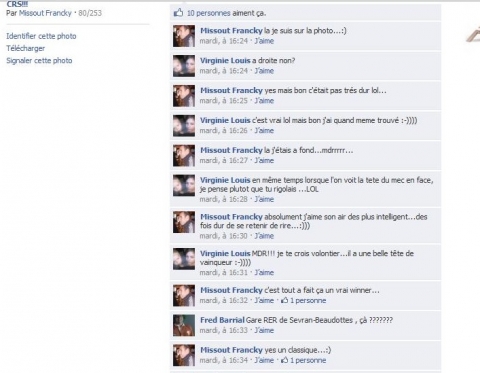 CRS!!!
Par Missout Francky · 80/253
Identifier cette photo
Télécharger
Signaler cette photo
10 personnes aiment ça.
Missout Francky la je suis sur la photo...:)
mardi, à 16:24 · J'aime
Virginie Louis a droite non?
mardi, à 16:24 · J'aime
Missout Francky yes mais bon c'était pas trés dur lol...
mardi, à 16:25 · J'aime
Virginie Louis c'est vrai lol mais bon j'ai quand meme trouvé :-))))
mardi, à 16:26 · J'aime
Missout Francky la j'étais a fond...mdrrrrr...
mardi, à 16:27 · J'aime
Virginie Louis en même temps lorsque l'on voit la tete du mec en face,
je pense plutot que tu rigolais ...LOL
mardi, à 16:28 · J'aime
Missout Francky absolument j'aime son air des plus intelligent...des
fois dur de se retenir de rire...:)))
mardi, à 16:30 · J'aime
Virginie Louis MDR!!! je te crois volontier...il a une belle tête de
vainqueur :-))))
mardi, à 16:31 · J'aime
Missout Francky c'est tout a fait ça un vrai winner...
mardi, à 16:32 · J'aime · 1 personne
Fred Barrial Gare RER de Sevran-Beaudottes , çà ???????
mardi, à 16:33 · J'aime
Missout Francky yes un classique...:)
mardi, à 16:34 · J'aime · 1 personne